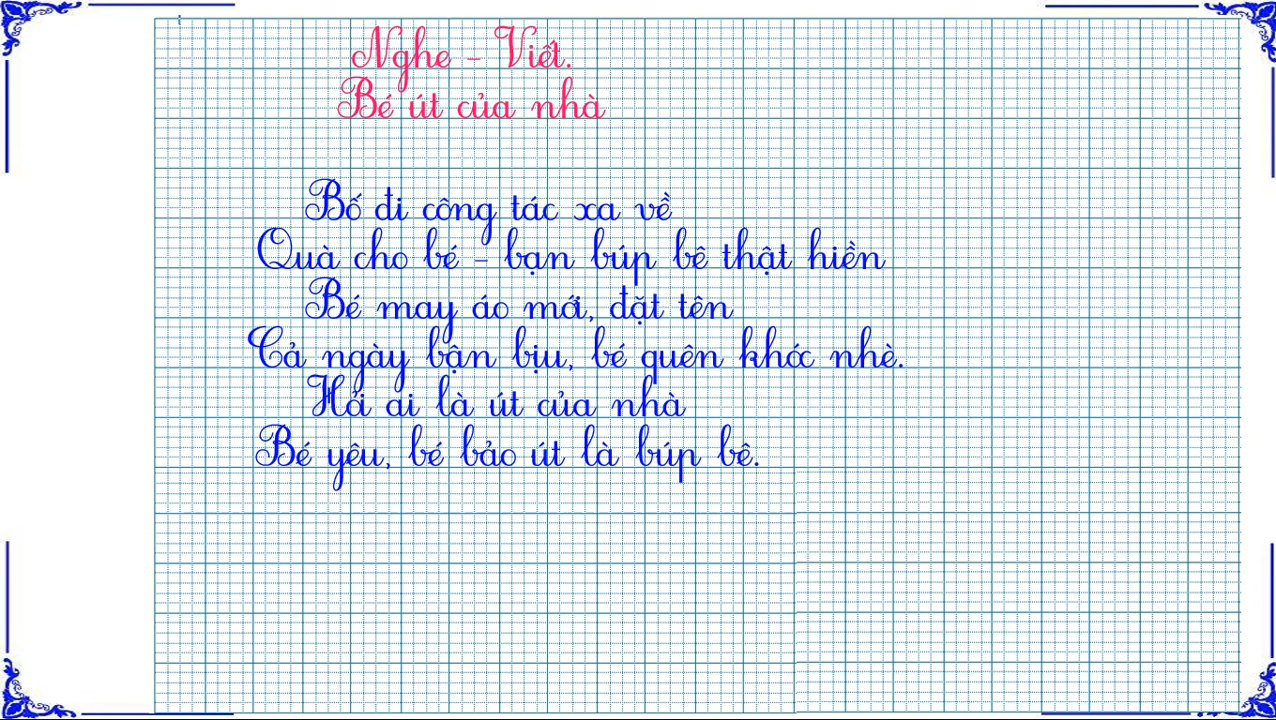 Nghe - Viết.
Bé út của nhà
Bố đi công tác xa về
Quà cho bé - bạn búp bê thật hiền
Bé may áo mới, đặt tên
Cả ngày bận bịu, bé quên khóc nhè.
Hỏi ai là út của nhà
Bé yêu, bé bảo út là búp bê.